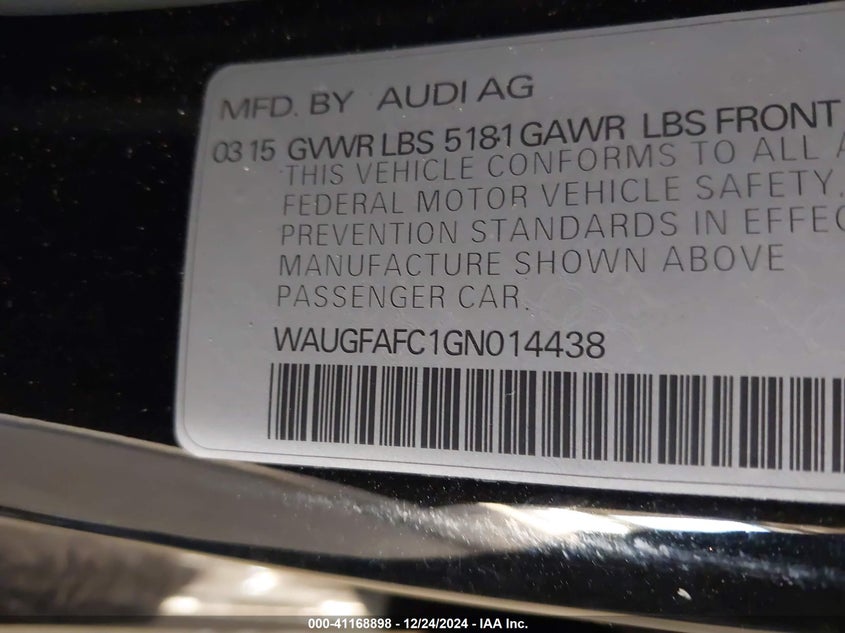 MFD. BY AUDI AG
03 15 GVWR LBS 5181 GAWR LBS FRONT
THIS VEHICLE CONFORMS TO ALL A
FEDERAL MOTOR VEHICLE SAFETY,
PREVENTION STANDARDS IN EFFEC
MANUFACTURE SHOWN ABOVE
PASSENGER CAR.
WAUGFAFC1GN014438
000-41168898 - 12/24/2024 - IAA Inc.